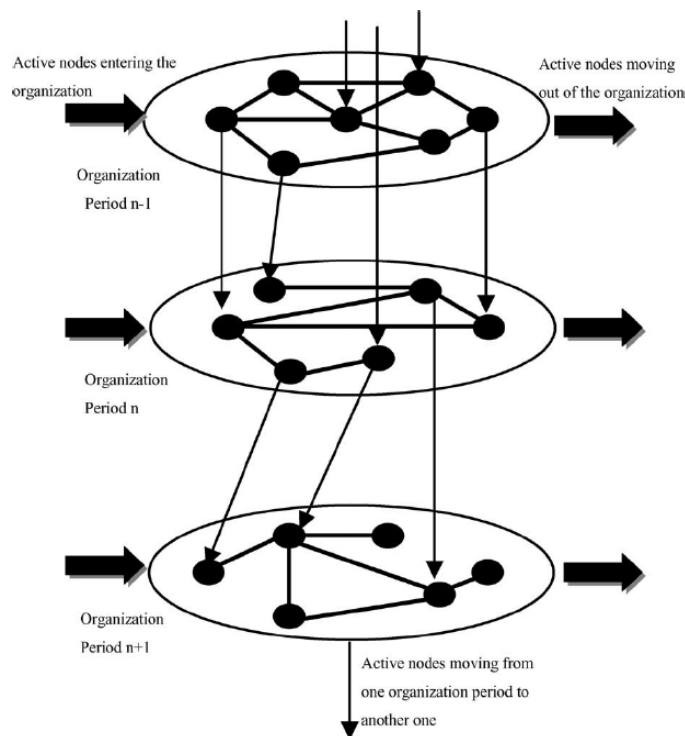 Active nodes entering the
organization
Active nodes moving
out of the organization
Organization
Period n-1
Organization
Period n
Organization
Period n+1
Active nodes moving from
one organization period to
another one